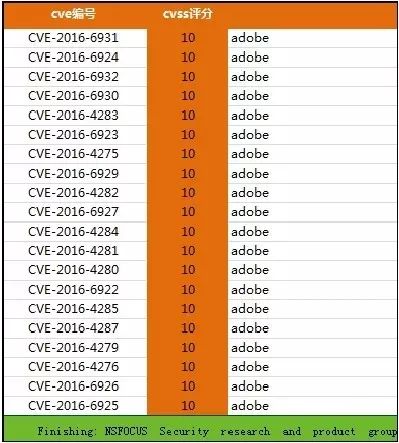 cve编号 cvss评分
CVE-2016-6931 10 adobe
CVE-2016-6924 10 adobe
CVE-2016-6932 10 adobe
CVE-2016-6930 10 adobe
CVE-2016-4283 10 adobe
CVE-2016-6923 10 adobe
CVE-2016-4275 10 adobe
CVE-2016-6929 10 adobe
CVE-2016-4282 10 adobe
CVE-2016-6927 10 adobe
CVE-2016-4284 10 adobe
CVE-2016-4281 10 adobe
CVE-2016-4280 10 adobe
CVE-2016-6922 10 adobe
CVE-2016-4285 10 adobe
CVE-2016-4287 10 adobe
CVE-2016-4279 10 adobe
CVE-2016-4276 10 adobe
CVE-2016-6926 10 adobe
CVE-2016-6925 10 adobe
Finishing: NSFOCUS Security research and product group